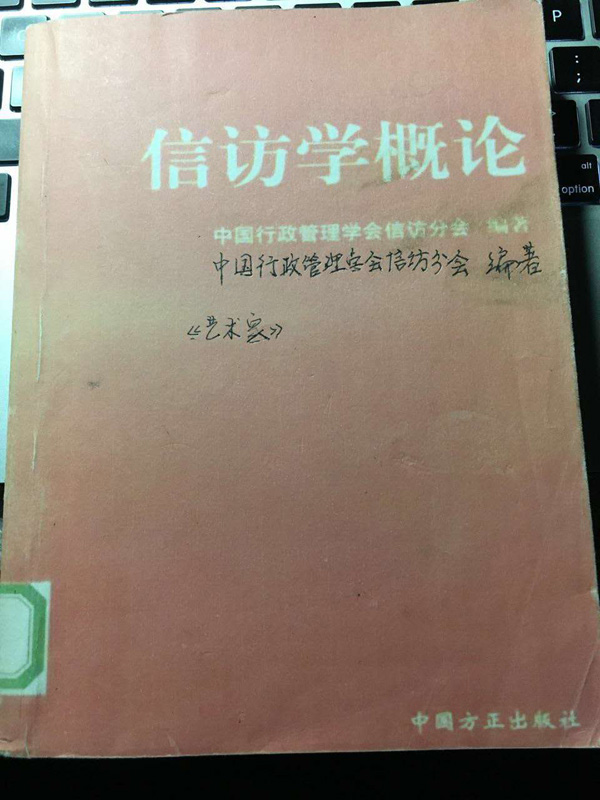 信访学概论
中国行政管理学会信访分会 编著
中国行政管理学会信访分会 编著
《艺术家》
中国方正出版社
:
;
alt
option